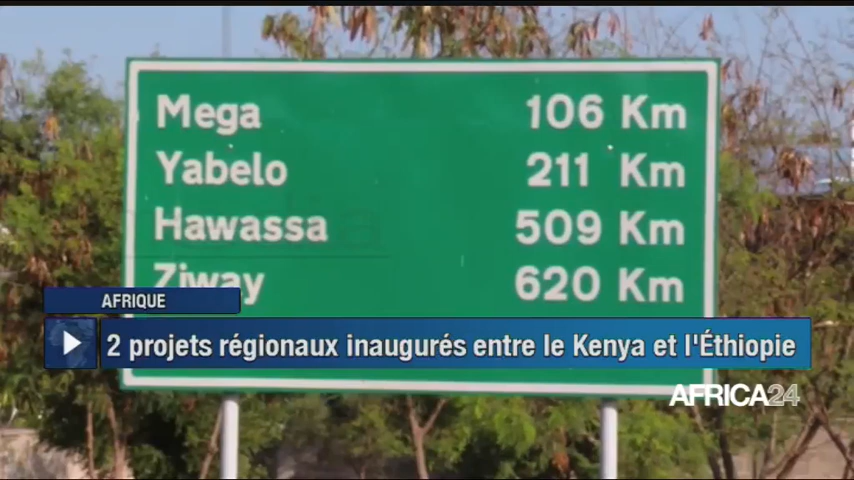 Mega 106 Km
Yabelo 211 Km
Hawassa 509 Km
Ziway 620 Km
AFRIQUE
2 projets régionaux inaugurés entre le Kenya et l'Éthiopie
AFRICA24